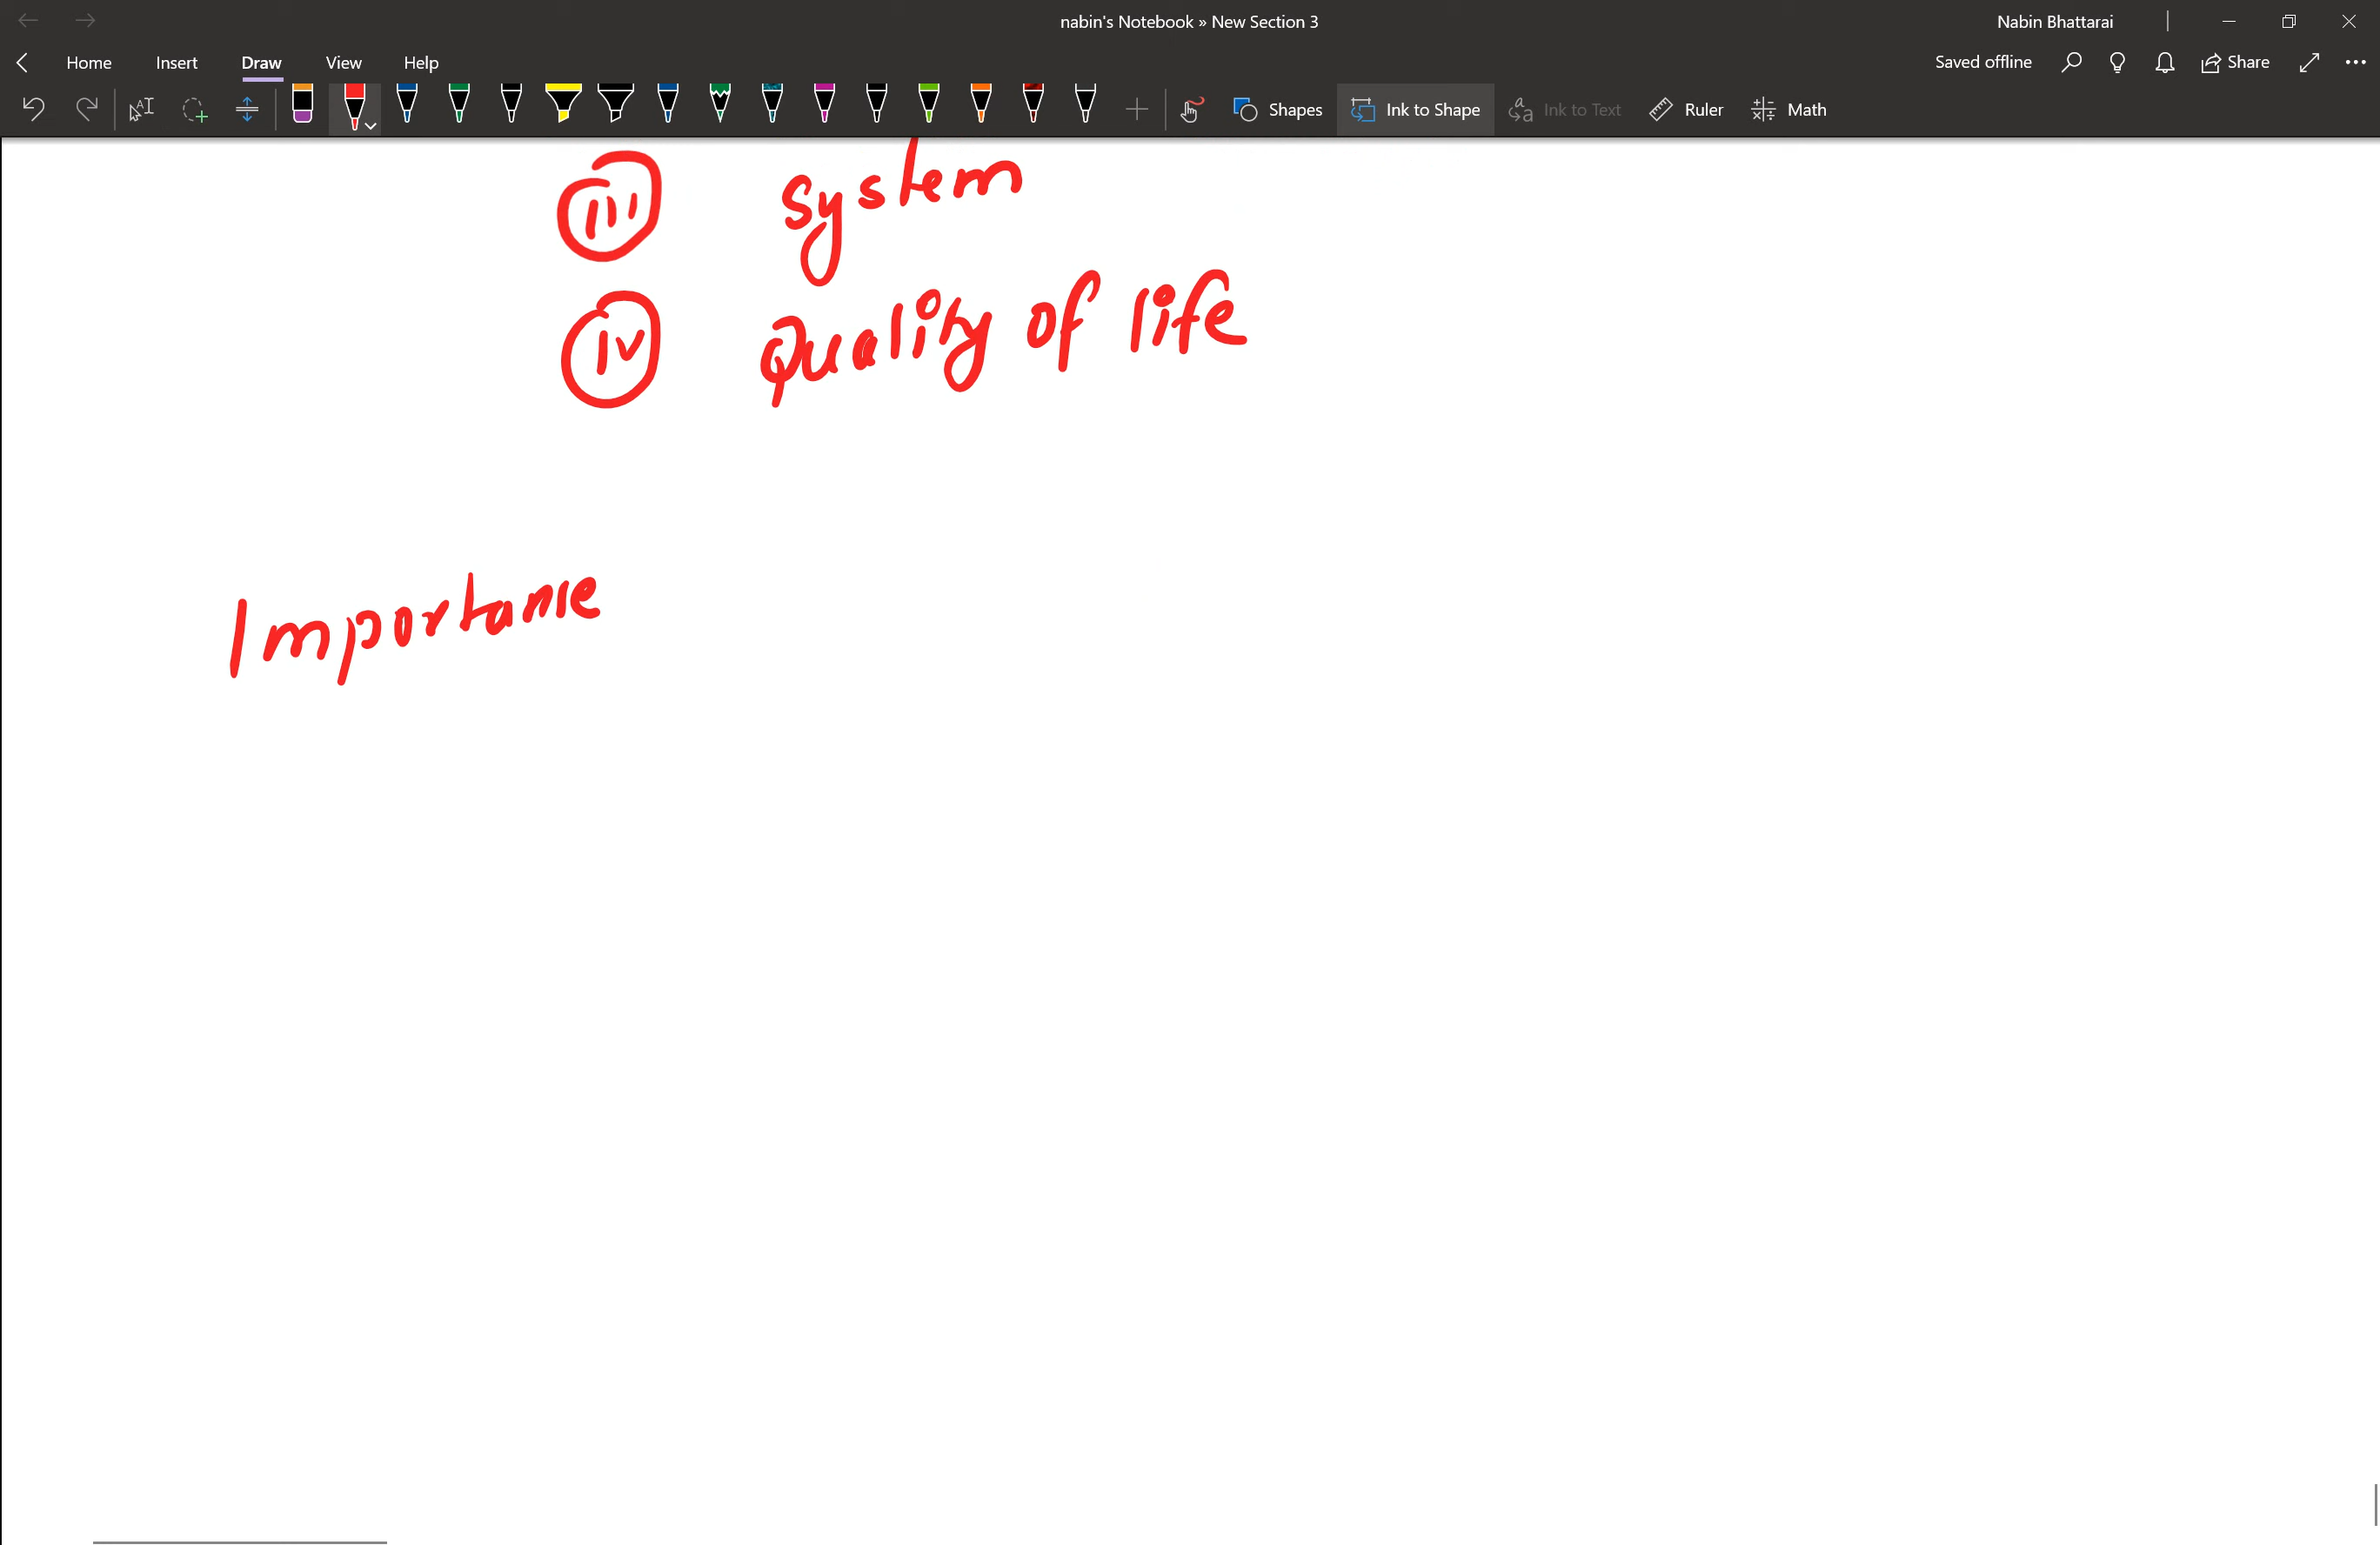 nabin's Notebook » New Section 3
Nabin Bhattarai
Home Insert Draw View Help
Saved offline
Share
Shapes Ink to Shape Ink to Text Ruler Math
III system
IV Quality of life
Importance